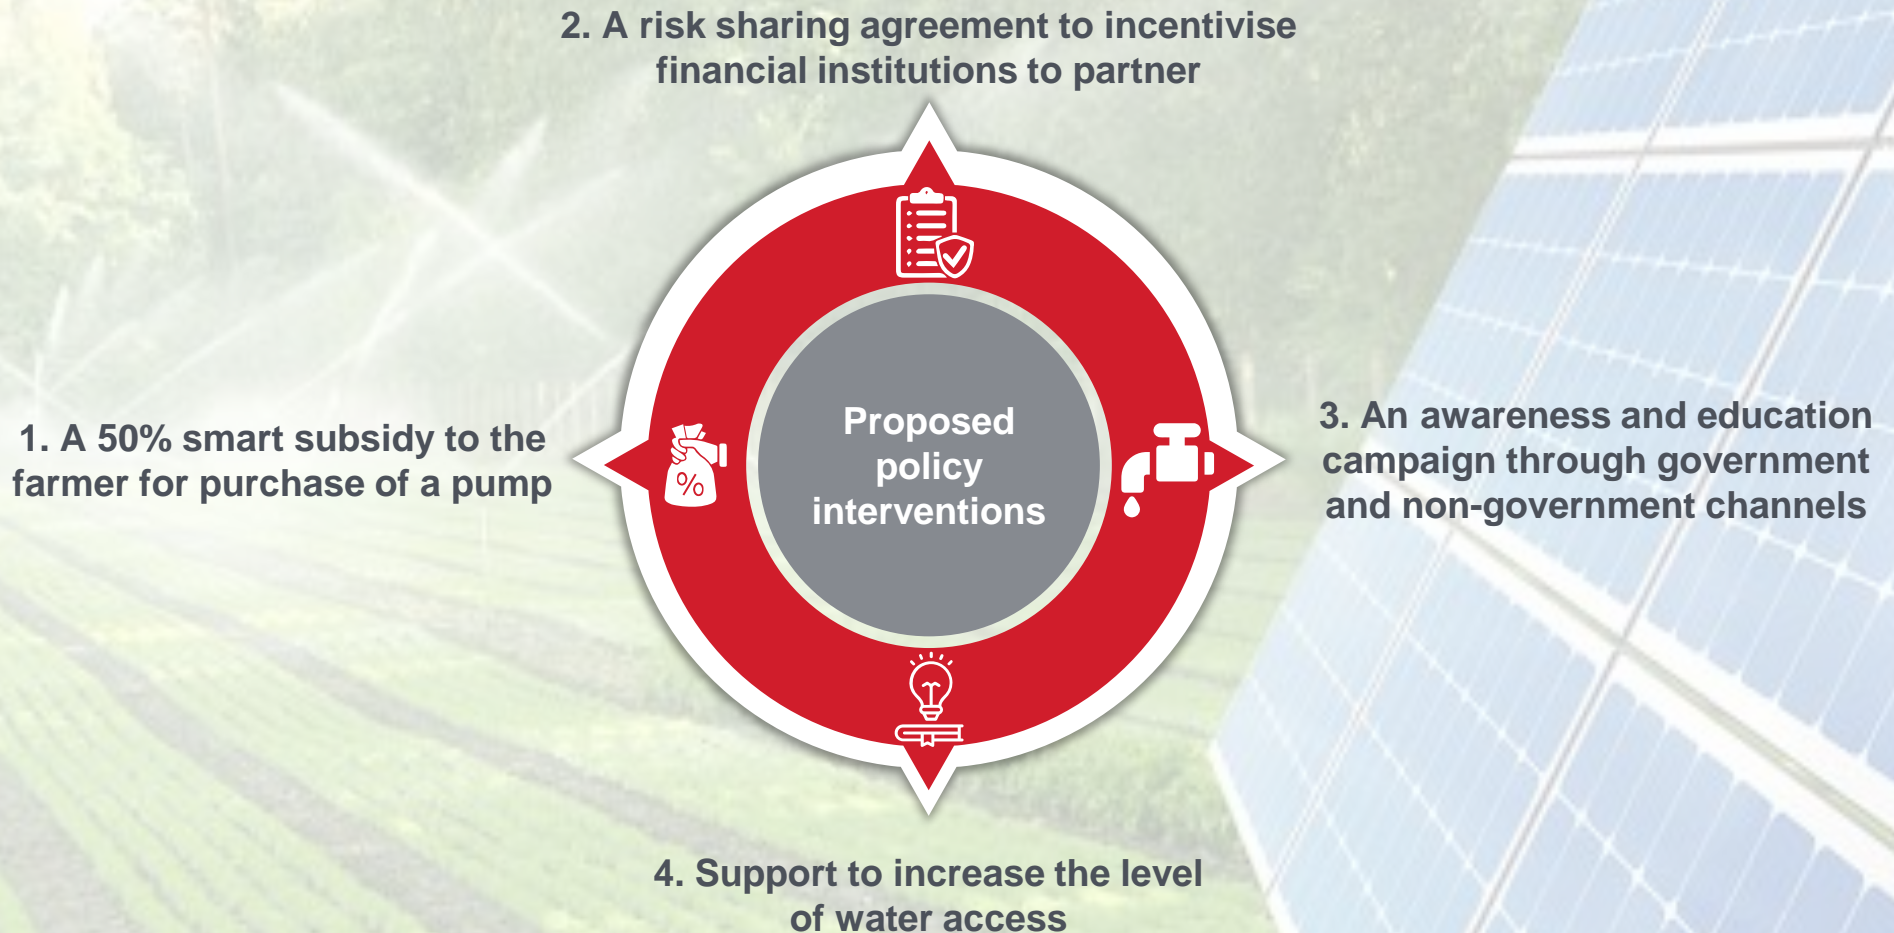 2. A risk sharing agreement to incentivise
financial institutions to partner
1. A 50% smart subsidy to the
farmer for purchase of a pump
%
Proposed
policy
interventions
3. An awareness and education
campaign through government
and non-government channels
4. Support to increase the level
of water access